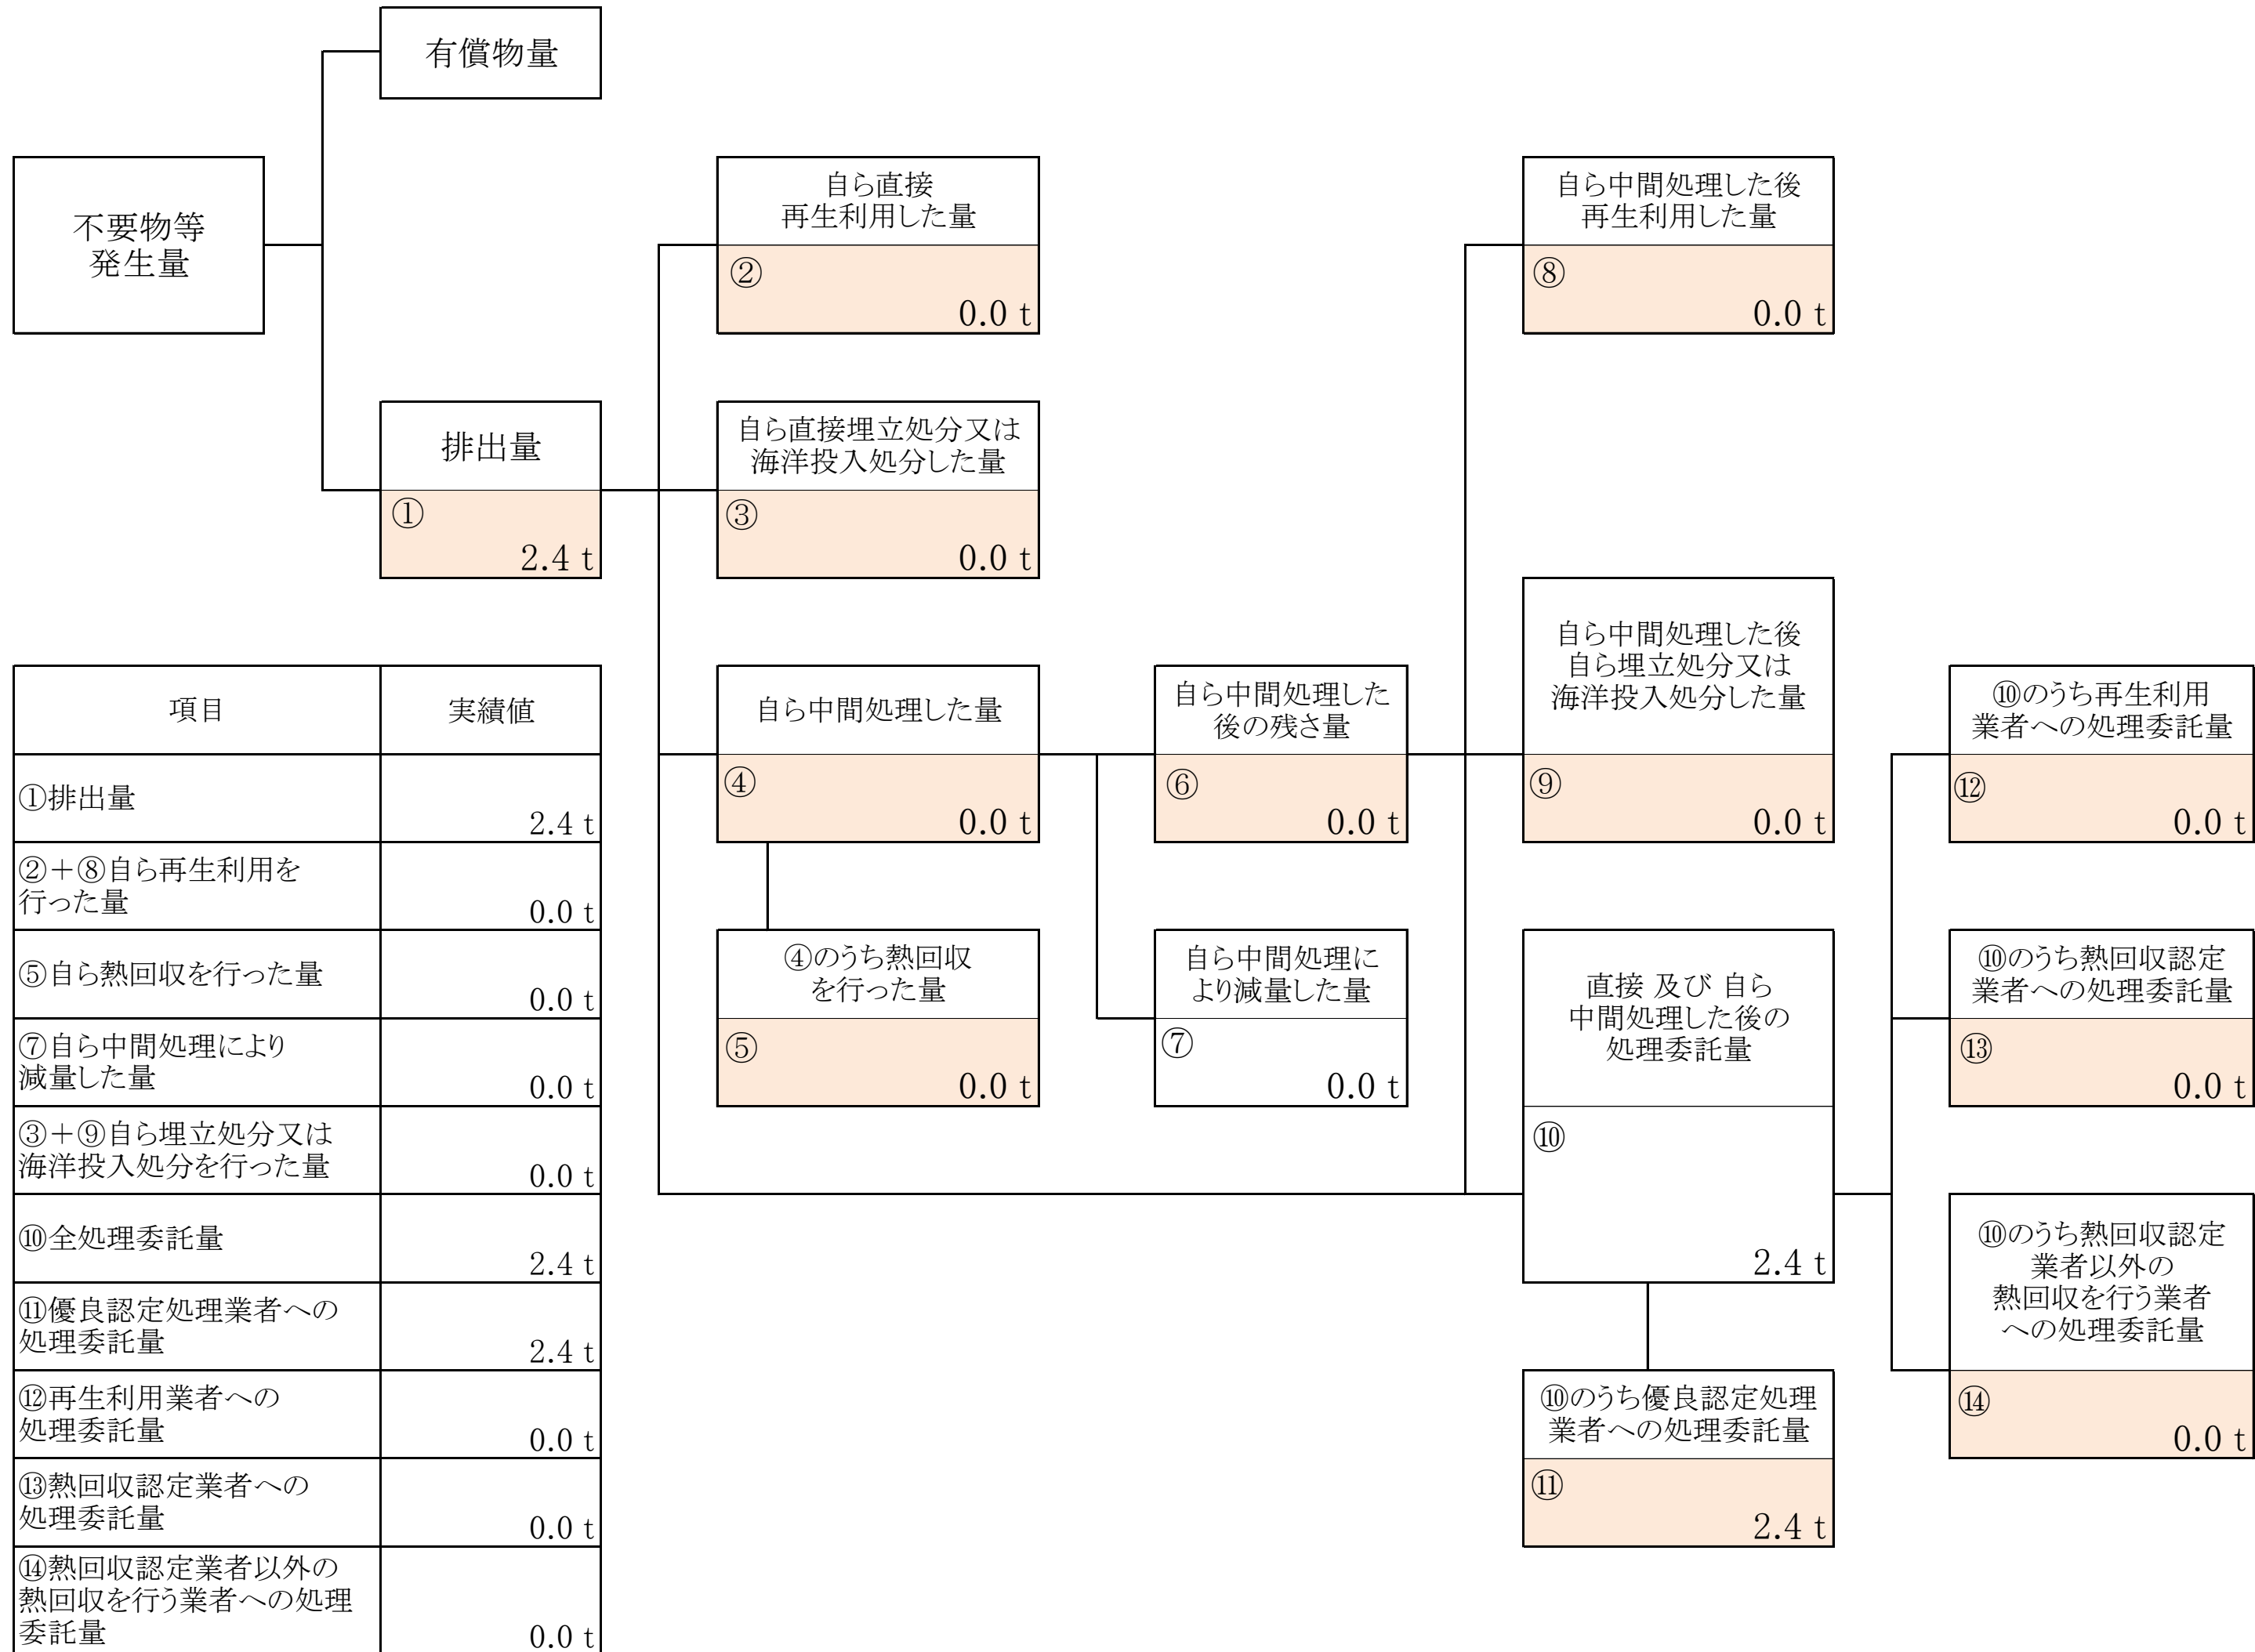 有償物量
不要物等
発生量
排出量
①
2.4 t
自ら直接
再生利用した量
②
0.0 t
自ら直接埋立処分又は
海洋投入処分した量
③
0.0 t
自ら中間処理した量
④
0.0 t
④のうち熱回収
を行った量
⑤
0.0 t
自ら中間処理した
後の残さ量
⑥
0.0 t
自ら中間処理に
より減量した量
⑦
0.0 t
自ら中間処理した後
再生利用した量
⑧
0.0 t
自ら中間処理した後
自ら埋立処分又は
海洋投入処分した量
⑨
0.0 t
直接 及び 自ら
中間処理した後の
処理委託量
⑩
2.4 t
⑩のうち優良認定処理
業者への処理委託量
⑪
2.4 t
⑩のうち再生利用
業者への処理委託量
⑫
0.0 t
⑩のうち熱回収認定
業者への処理委託量
⑬
0.0 t
⑩のうち熱回収認定
業者以外の
熱回収を行う業者
への処理委託量
⑭
0.0 t
項目 実績値
①排出量
2.4 t
②＋⑧自ら再生利用を
行った量
0.0 t
⑤自ら熱回収を行った量
0.0 t
⑦自ら中間処理により
減量した量
0.0 t
③＋⑨自ら埋立処分又は
海洋投入処分を行った量
0.0 t
⑩全処理委託量
2.4 t
⑪優良認定処理業者への
処理委託量
2.4 t
⑫再生利用業者への
処理委託量
0.0 t
⑬熱回収認定業者への
処理委託量
0.0 t
⑭熱回収認定業者以外の
熱回収を行う業者への処理
委託量
0.0 t